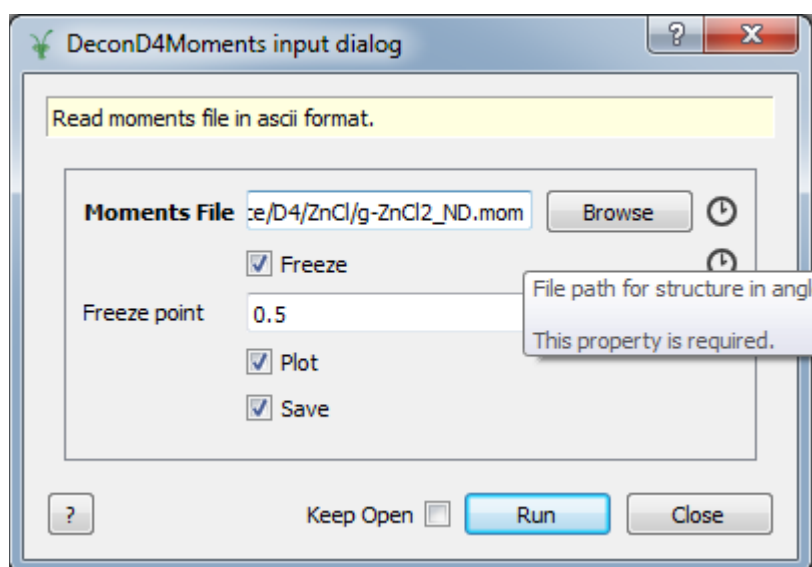 DeconD4Moments input dialog
?
x
Read moments file in ascii format.
Moments File
:e/D4/ZnCl/g-ZnCl2_ND.mom
Browse
Freeze
File path for structure in angl
Freeze point
0.5
This property is required.
Plot
Save
?
Keep Open
Run
Close